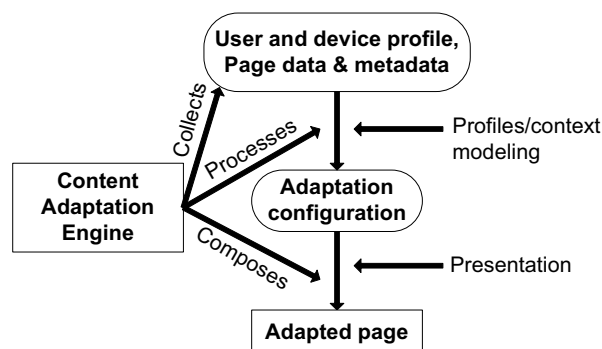 User and device profile,
Page data & metadata
Collects
Processes
Profiles/context
modeling
Content
Adaptation
Engine
Adaptation
configuration
Composes
Presentation
Adapted page